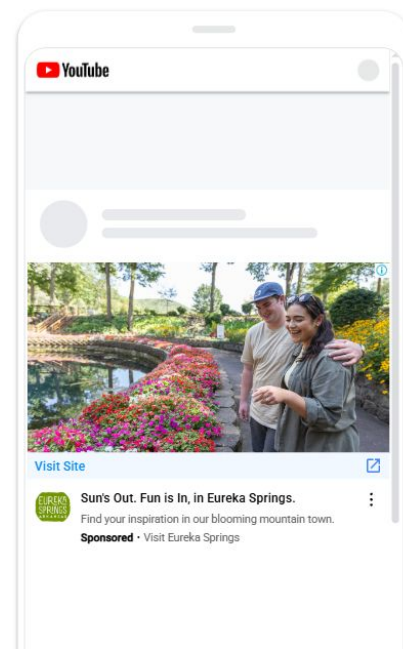 YouTube
Visit Site
EUREKA
SPRINGS
ARKANSAS
Sun's Out. Fun is In, in Eureka Springs.
Find your inspiration in our blooming mountain town.
Sponsored · Visit Eureka Springs